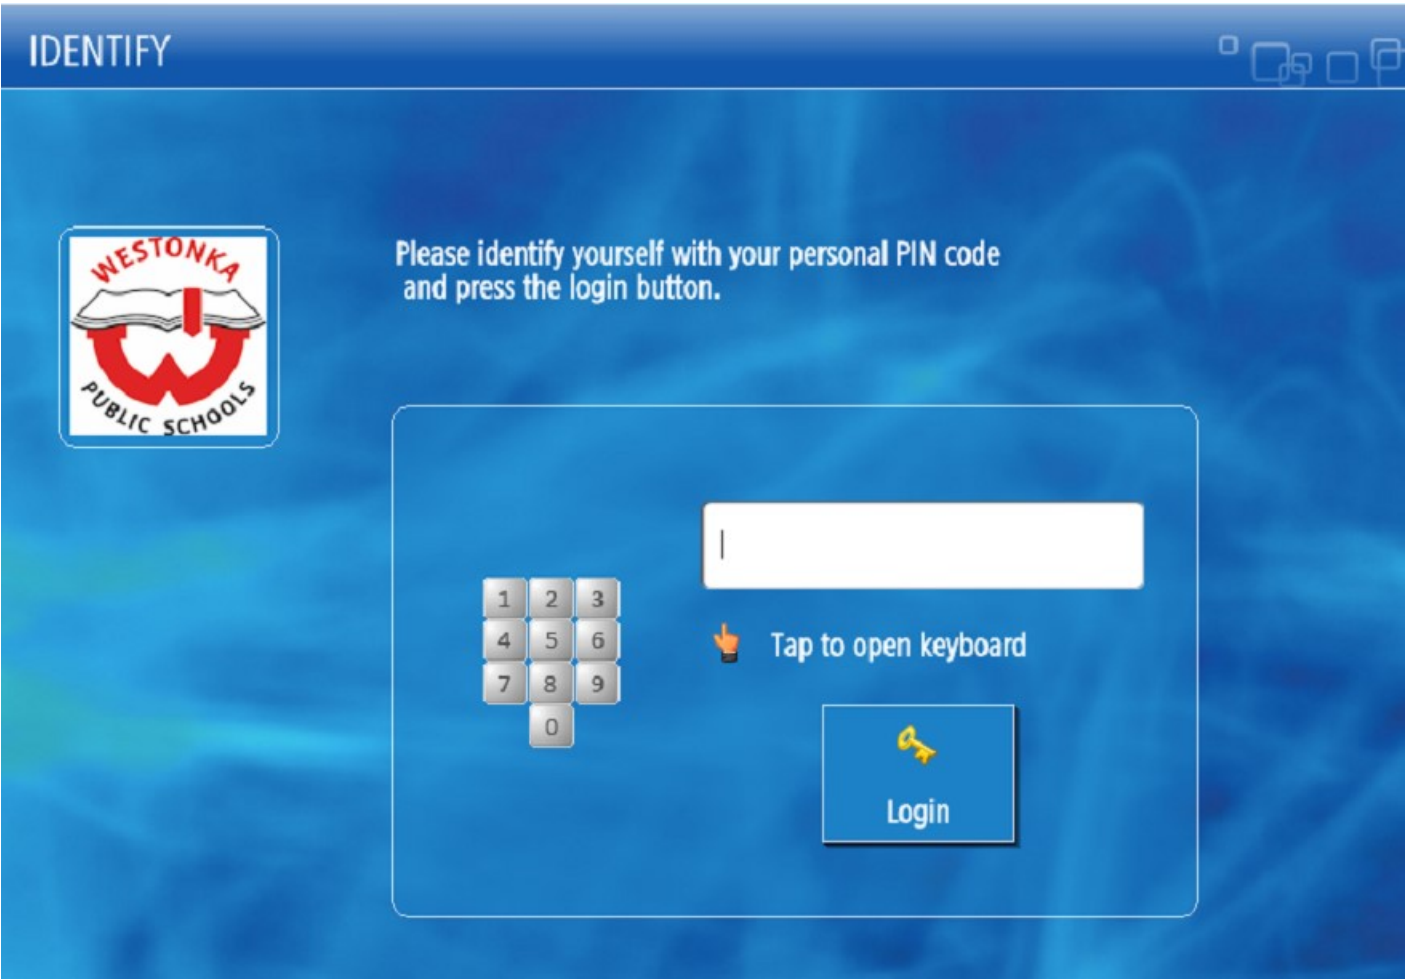 IDENTIFY
WESTONKA
PUBLIC SCHOOLS
Please identify yourself with your personal PIN code
and press the login button.
1 2 3
4 5 6
7 8 9
0
Tap to open keyboard
Login